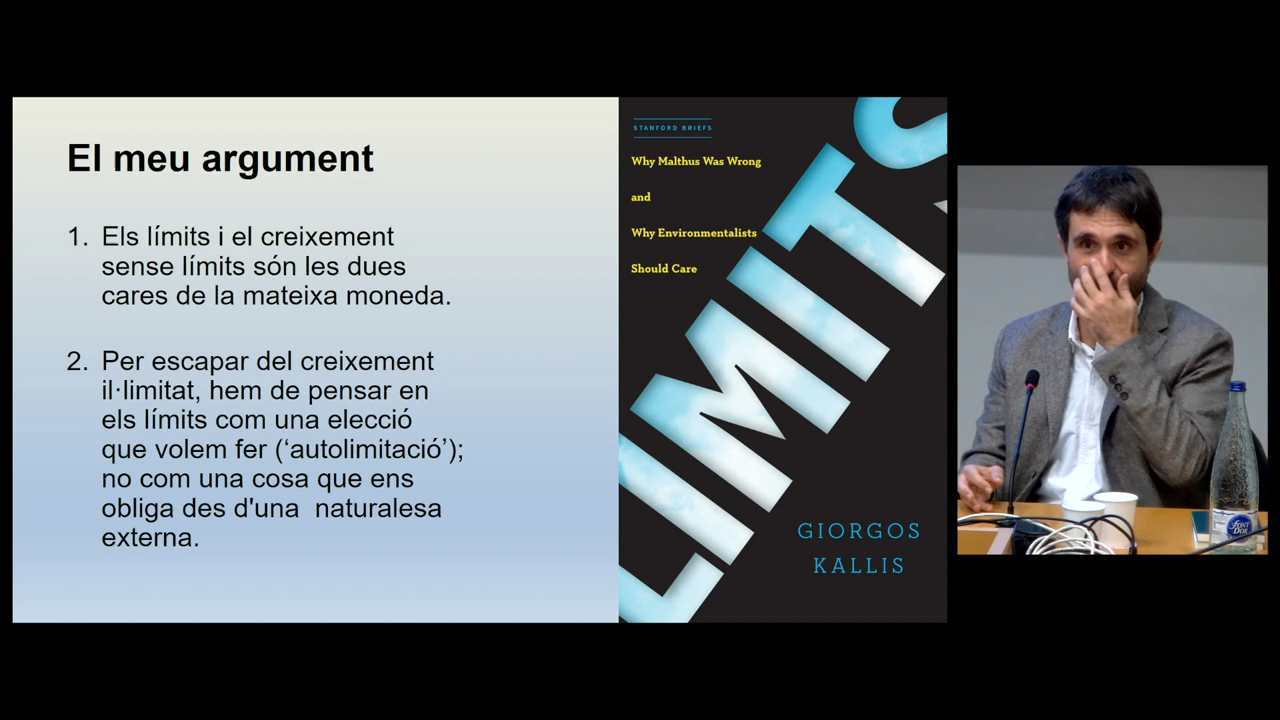 El meu argument
1. Els límits i el creixement
sense límits són les dues
cares de la mateixa moneda.
2. Per escapar del creixement
il·limitat, hem de pensar en
els límits com una elecció
que volem fer (‘autolimitació’);
no com una cosa que ens
obliga des d'una  naturalesa
externa.
STANFORD BRIEFS
Why Malthus Was Wrong
and
Why Environmentalists
Should Care
LIMITS
GIORGOS
KALLIS
FONT
D'OR